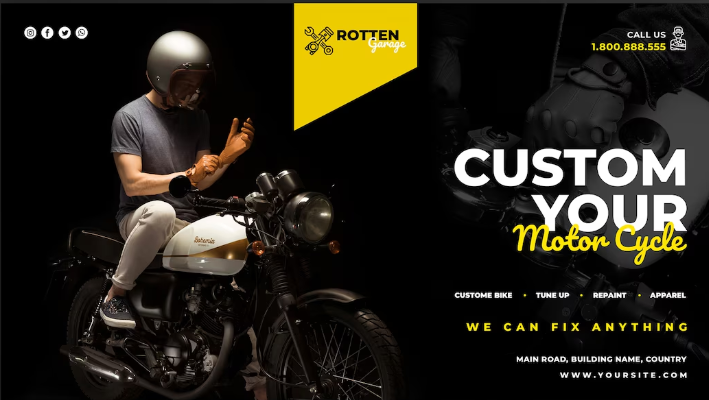 ROTTEN
Garage
CALL US
1.800.888.555
CUSTOM
YOUR
Motor Cycle
Bohemia
CUSTOME BIKE • TUNE UP • REPAINT • APPAREL
WE CAN FIX ANYTHING
MAIN ROAD, BUILDING NAME, COUNTRY
WWW.YOURSITE.COM